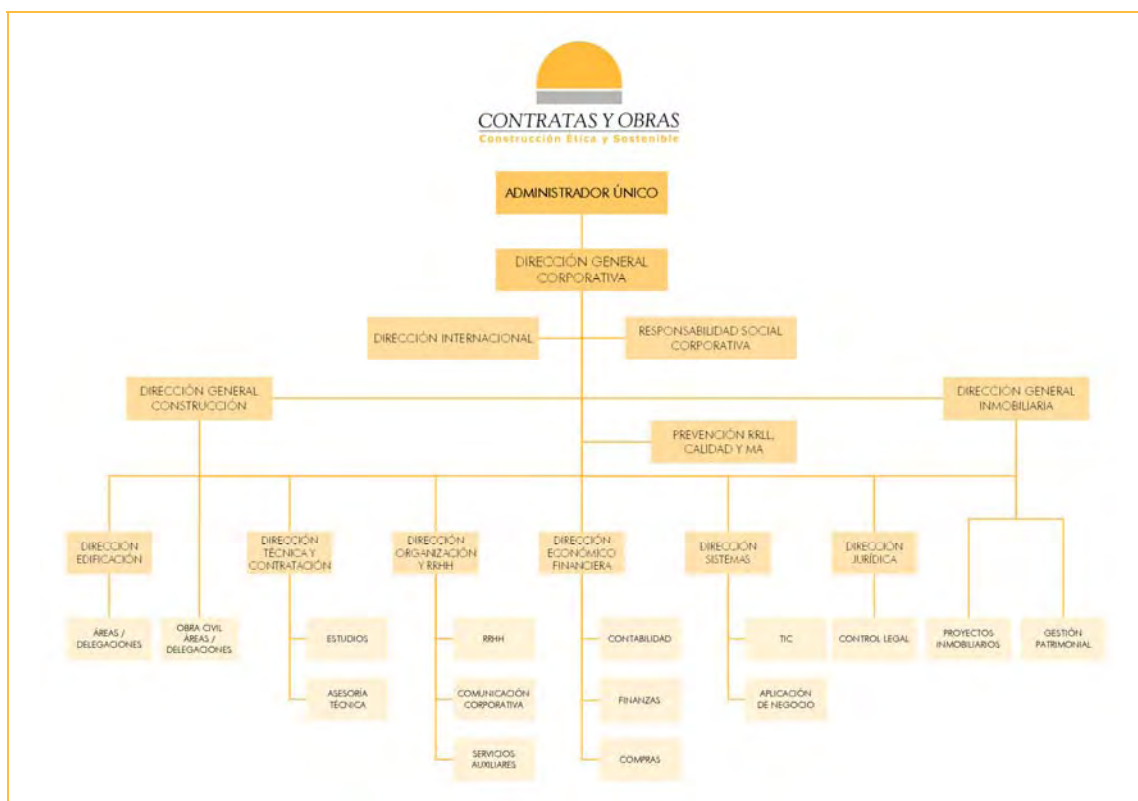 CONTRATAS Y OBRAS
Construcción Ética y Sostenible
ADMINISTRADOR ÚNICO
DIRECCIÓN GENERAL
CORPORATIVA
DIRECCIÓN INTERNACIONAL
RESPONSABILIDAD SOCIAL
CORPORATIVA
DIRECCIÓN GENERAL
CONSTRUCCIÓN
DIRECCIÓN GENERAL
INMOBILIARIA
PREVENCIÓN RRLL,
CALIDAD Y MA
DIRECCIÓN
EDIFICACIÓN
DIRECCIÓN
TÉCNICA Y
CONTRATACIÓN
DIRECCIÓN
ORGANIZACIÓN
Y RRHH
DIRECCIÓN
ECONÓMICO
FINANCIERA
DIRECCIÓN
SISTEMAS
DIRECCIÓN
JURÍDICA
ÁREAS /
DELEGACIONES
OBRA CIVIL
ÁREAS /
DELEGACIONES
ESTUDIOS
RRHH
CONTABILIDAD
TIC
CONTROL LEGAL
PROYECTOS
INMOBILIARIOS
GESTIÓN
PATRIMONIAL
ASESORÍA
TÉCNICA
COMUNICACIÓN
CORPORATIVA
FINANZAS
APLICACIÓN
DE NEGOCIO
SERVICIOS
AUXILIARES
COMPRAS